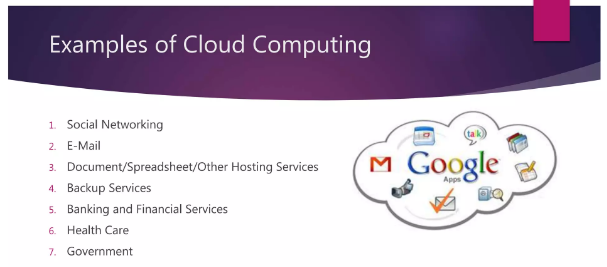 Examples of Cloud Computing
1. Social Networking
2. E-Mail
3. Document/Spreadsheet/Other Hosting Services
4. Backup Services
5. Banking and Financial Services
6. Health Care
7. Government
talk
Google
Apps